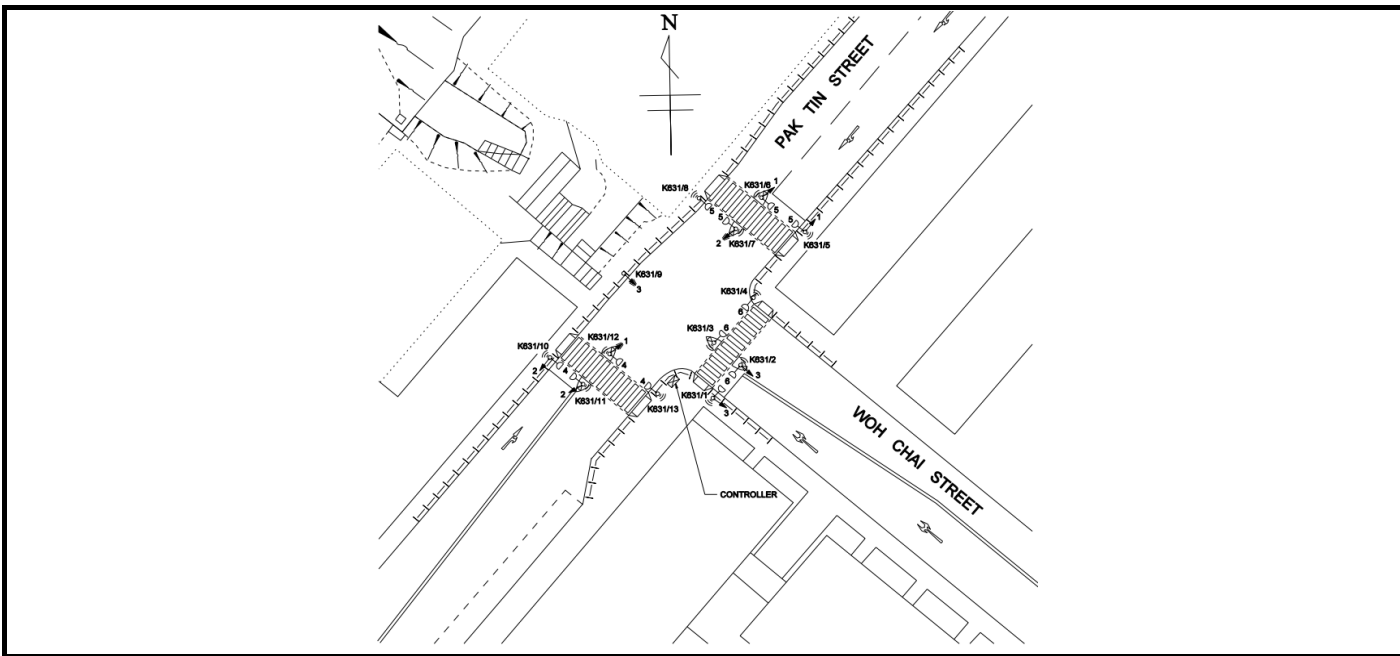 N
PAK TIN STREET
K631/8
K631/6
1
5
5
5
5
1
2
K631/7
K631/5
K631/9
3
K631/4
6
K631/12
1
K631/3
6
K631/10
K631/2
2
4
4
4
6
3
2
K631/11
K631/13
K631/1
3
WOH CHAI STREET
CONTROLLER